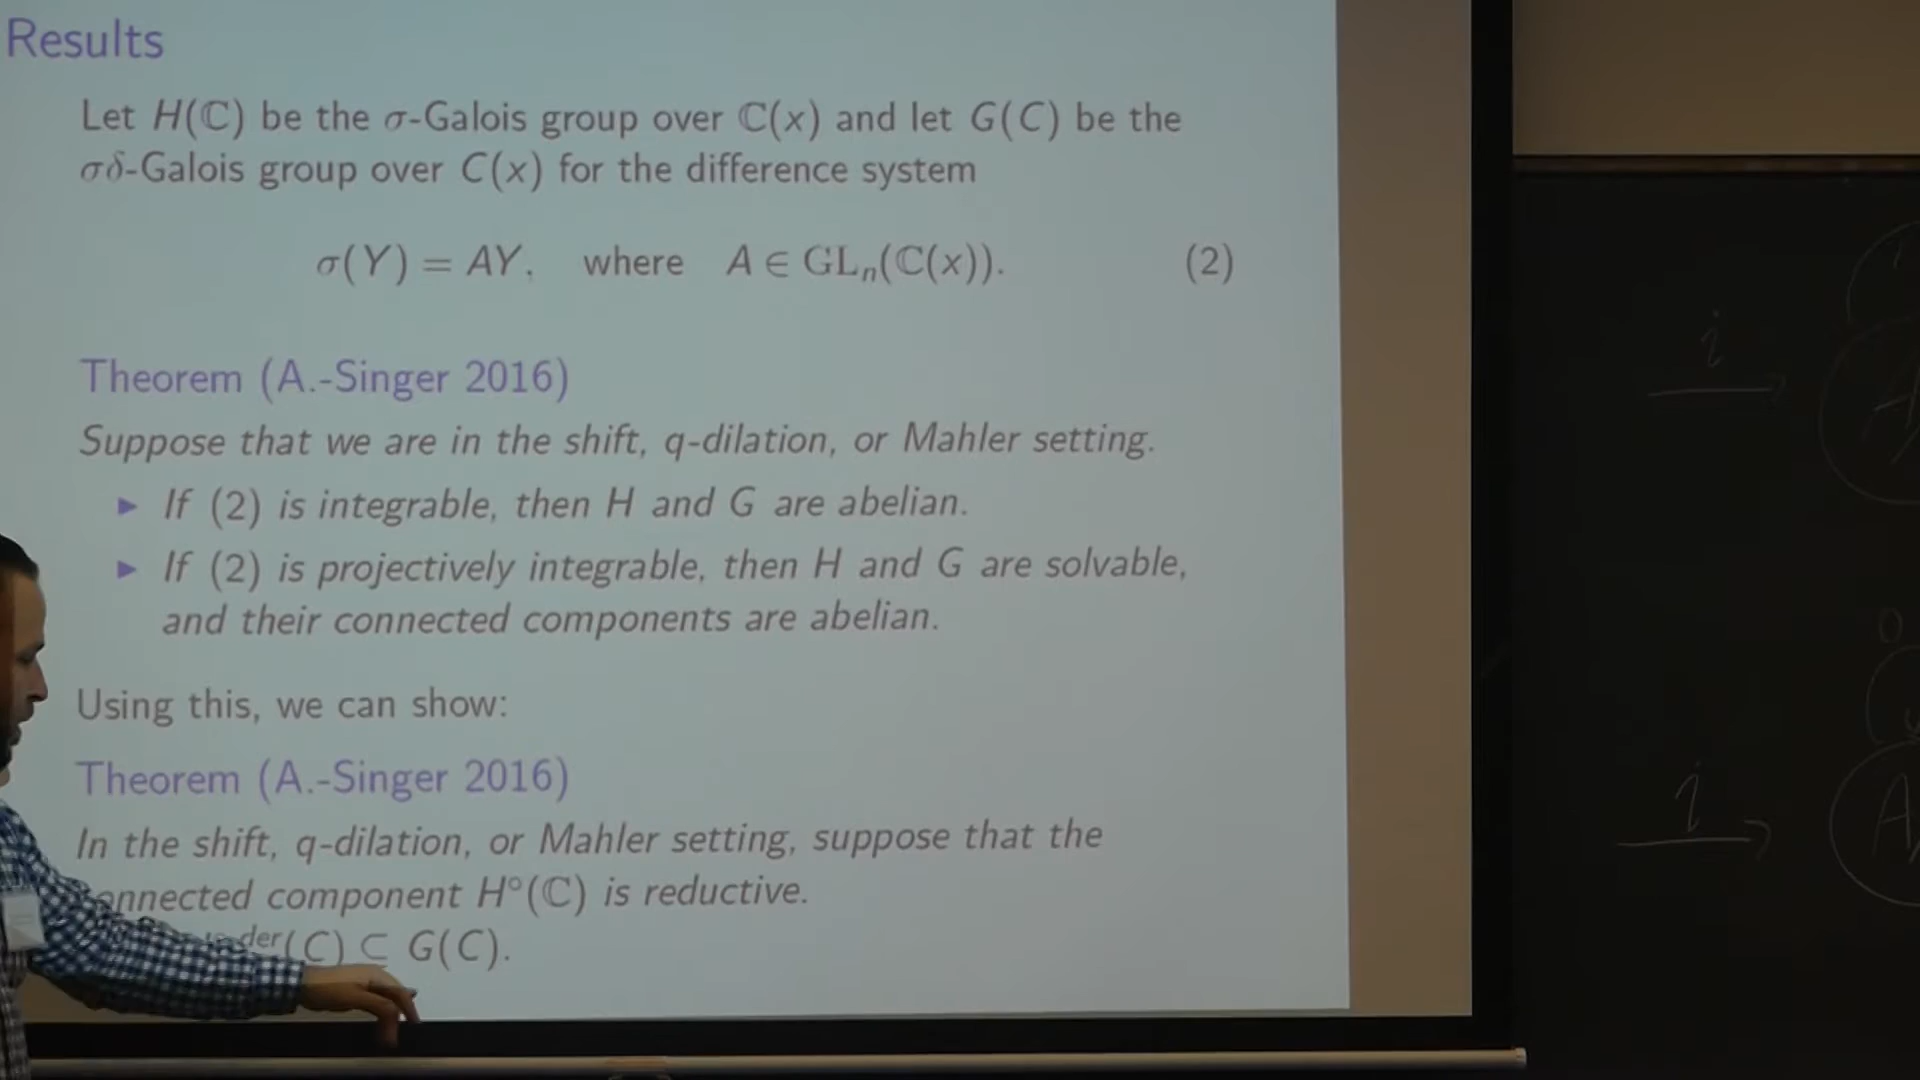 Results
Let H(ℂ) be the σ-Galois group over ℂ(x) and let G(C) be the
σδ-Galois group over C(x) for the difference system
σ(Y) = AY, where A ∈ GLₙ(ℂ(x)). (2)
Theorem (A.-Singer 2016)
Suppose that we are in the shift, q-dilation, or Mahler setting.
▸ If (2) is integrable, then H and G are abelian.
▸ If (2) is projectively integrable, then H and G are solvable,
and their connected components are abelian.
Using this, we can show:
Theorem (A.-Singer 2016)
In the shift, q-dilation, or Mahler setting, suppose that the
component H°(ℂ) is reductive.
der(C) ⊆ G(C).
i
i
A